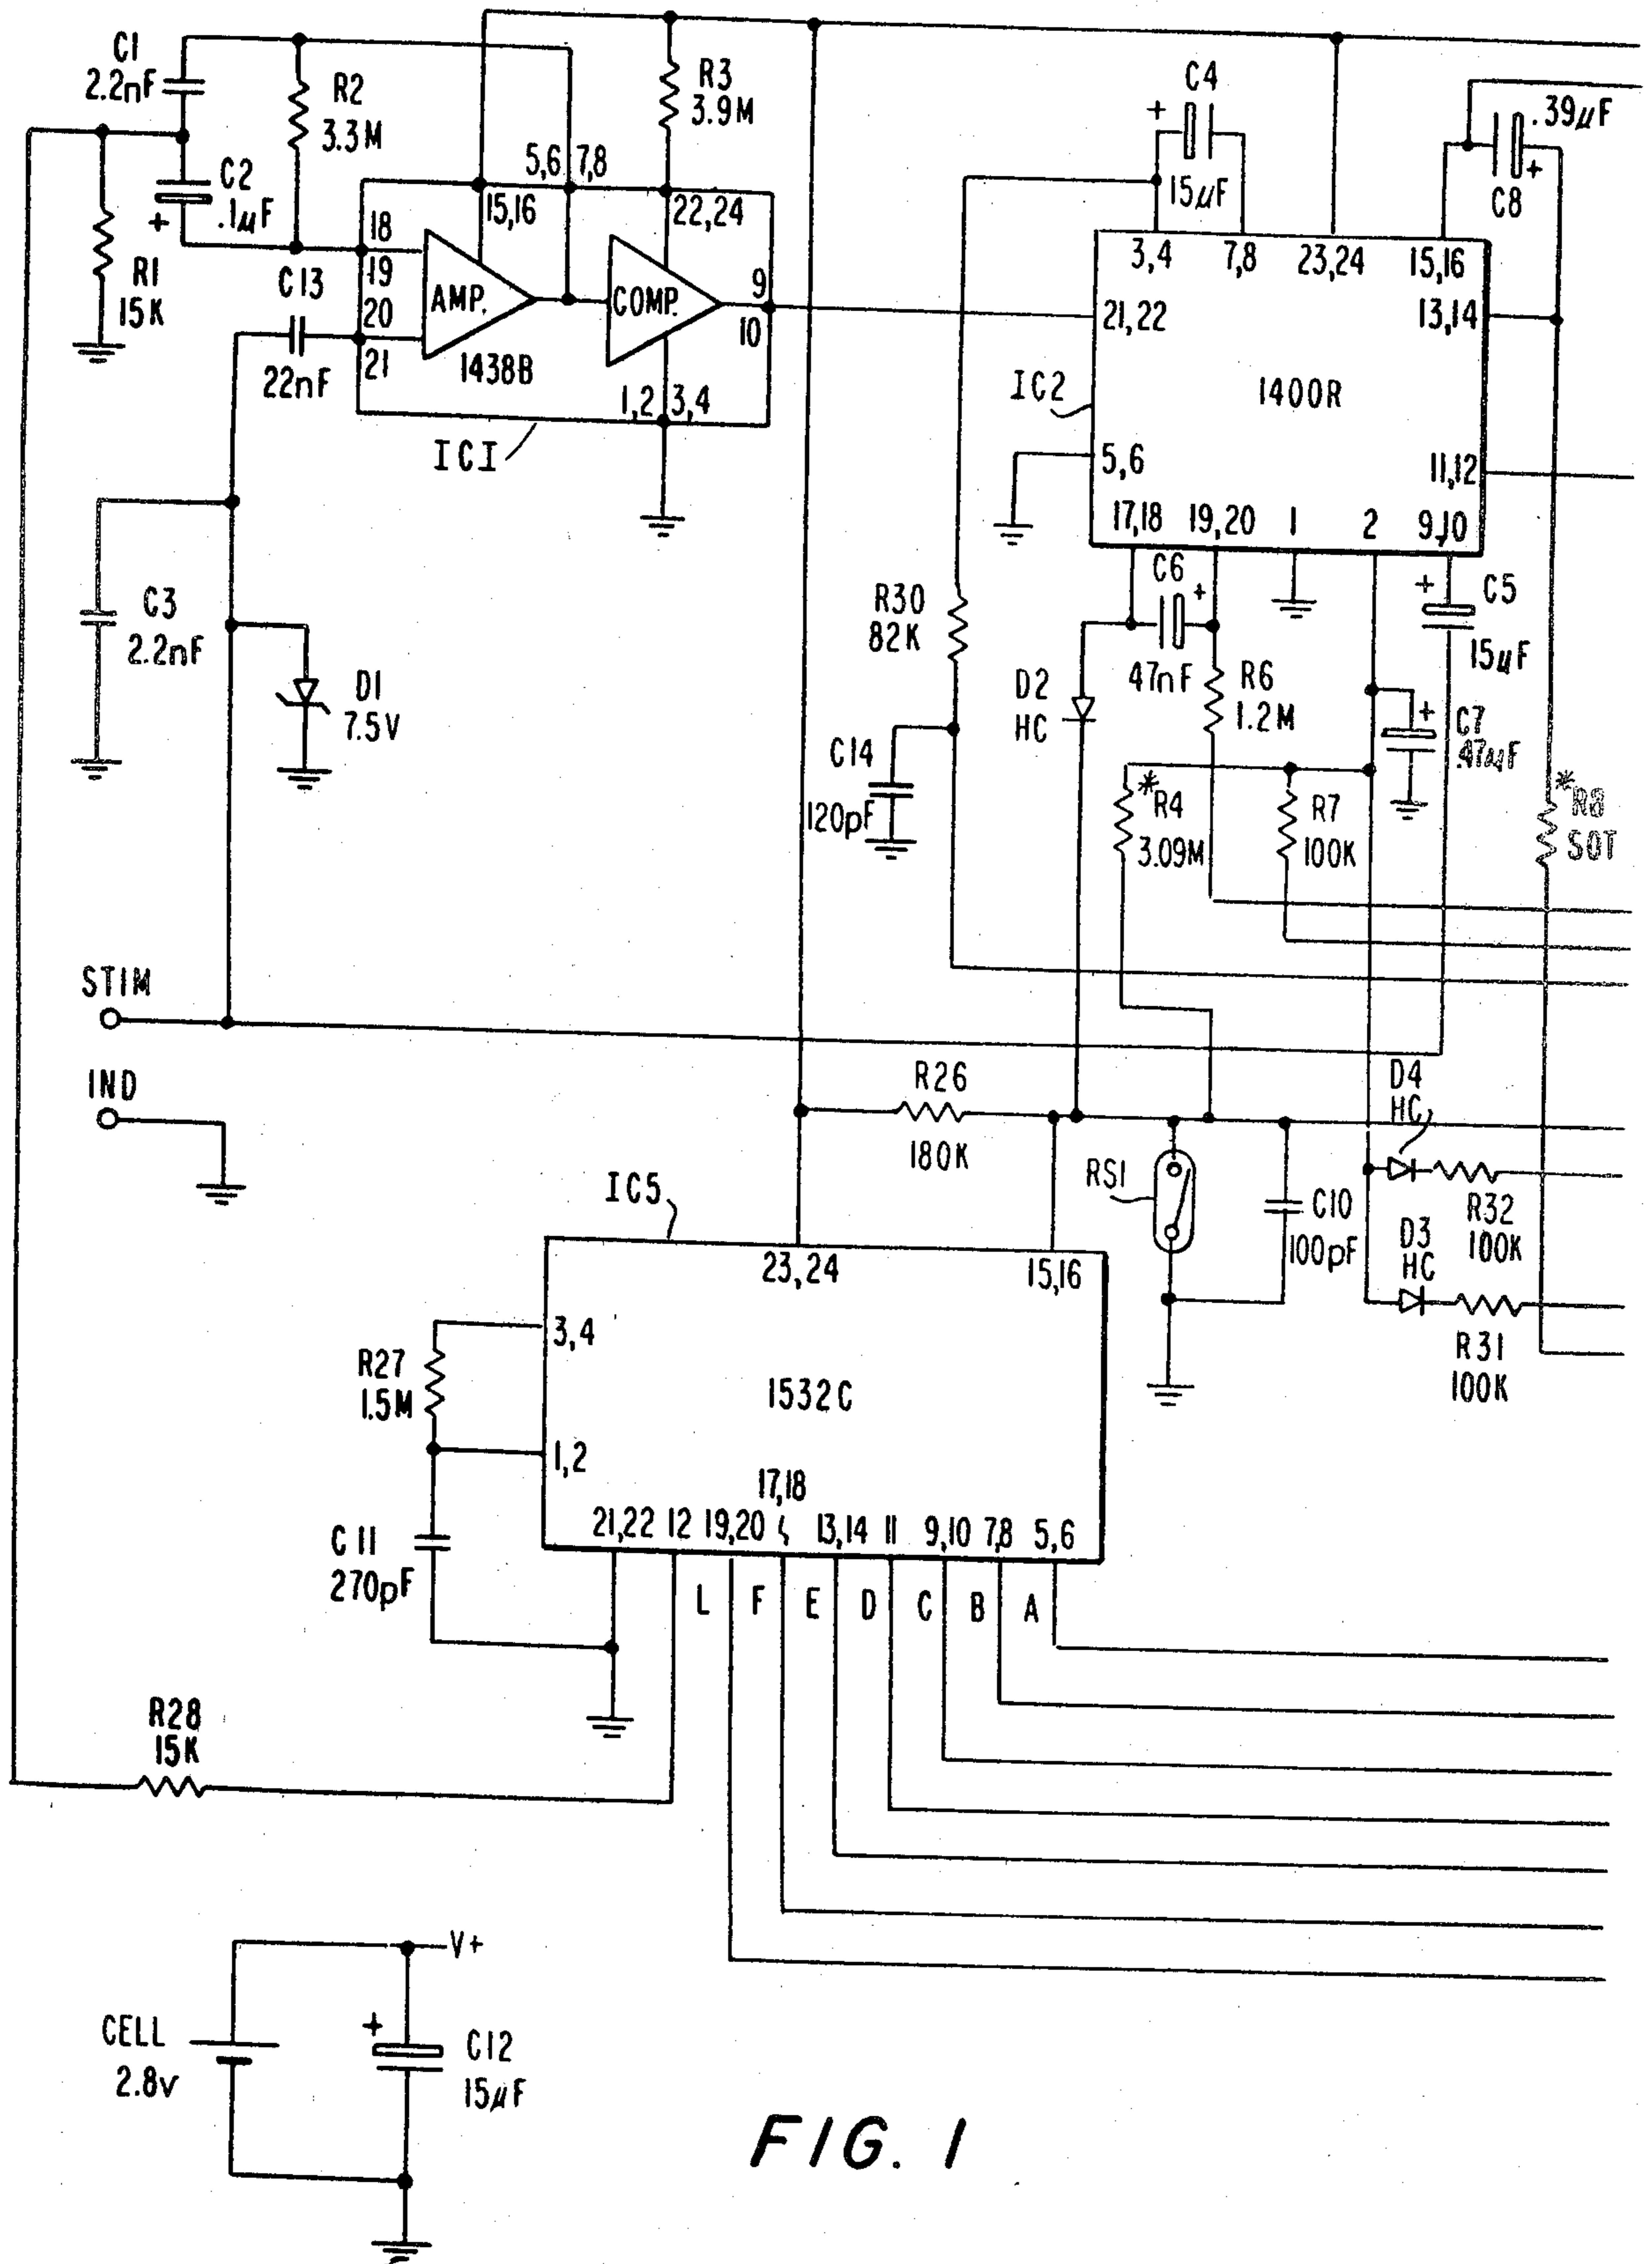 C1
2.2nF
R2
3.3M
R3
3.9M
C4
15µF
.39µF
C8
C2
.1µF
+
R1
15K
C13
22nF
5,6
7,8
15,16
22,24
18
19
20
21
AMP.
COMP.
9
10
1438B
1,2
3,4
IC1
+
3,4
7,8
23,24
15,16
+
21,22
13,14
IC2
1400R
5,6
11,12
17,18
19,20
1
2
9,10
C3
2.2nF
D1
7.5V
R30
82K
C14
120pF
D2
HC
C6
+
47nF
R6
1.2M
+
C5
15µF
+
C7
.47µF
*R4
3.09M
R7
100K
*R8
SOT
STIM
IND
R26
180K
D4
HC
RS1
C10
100pF
R32
100K
D3
HC
R31
100K
IC5
23,24
15,16
3,4
R27
1.5M
1532C
1,2
17,18
21,22 12 19,20 13,14 11 9,10 7,8 5,6
C11
270pF
L F E D C B A
R28
15K
V+
CELL
2.8v
+
C12
15µF
FIG. 1